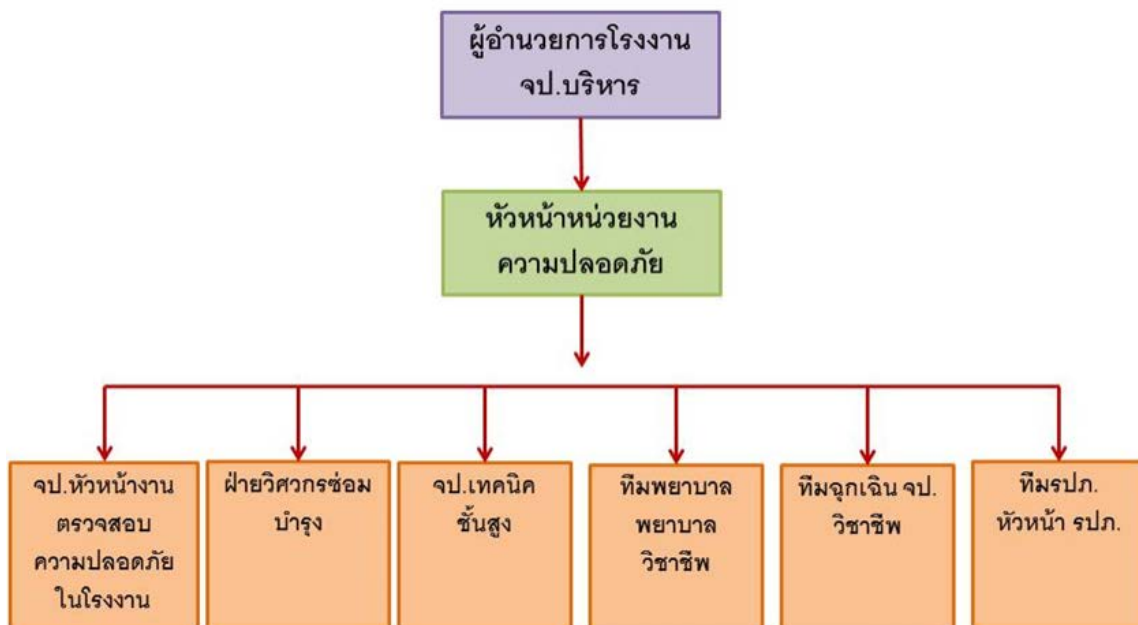 ผู้อำนวยการโรงงาน
จป.บริหาร
หัวหน้าหน่วยงาน
ความปลอดภัย
จป.หัวหน้างาน
ตรวจสอบ
ความปลอดภัย
ในโรงงาน
ฝ่ายวิศวกรซ่อม
บำรุง
จป.เทคนิค
ชั้นสูง
ทีมพยาบาล
พยาบาล
วิชาชีพ
ทีมฉุกเฉิน จป.
วิชาชีพ
ทีมรปภ.
หัวหน้า รปภ.